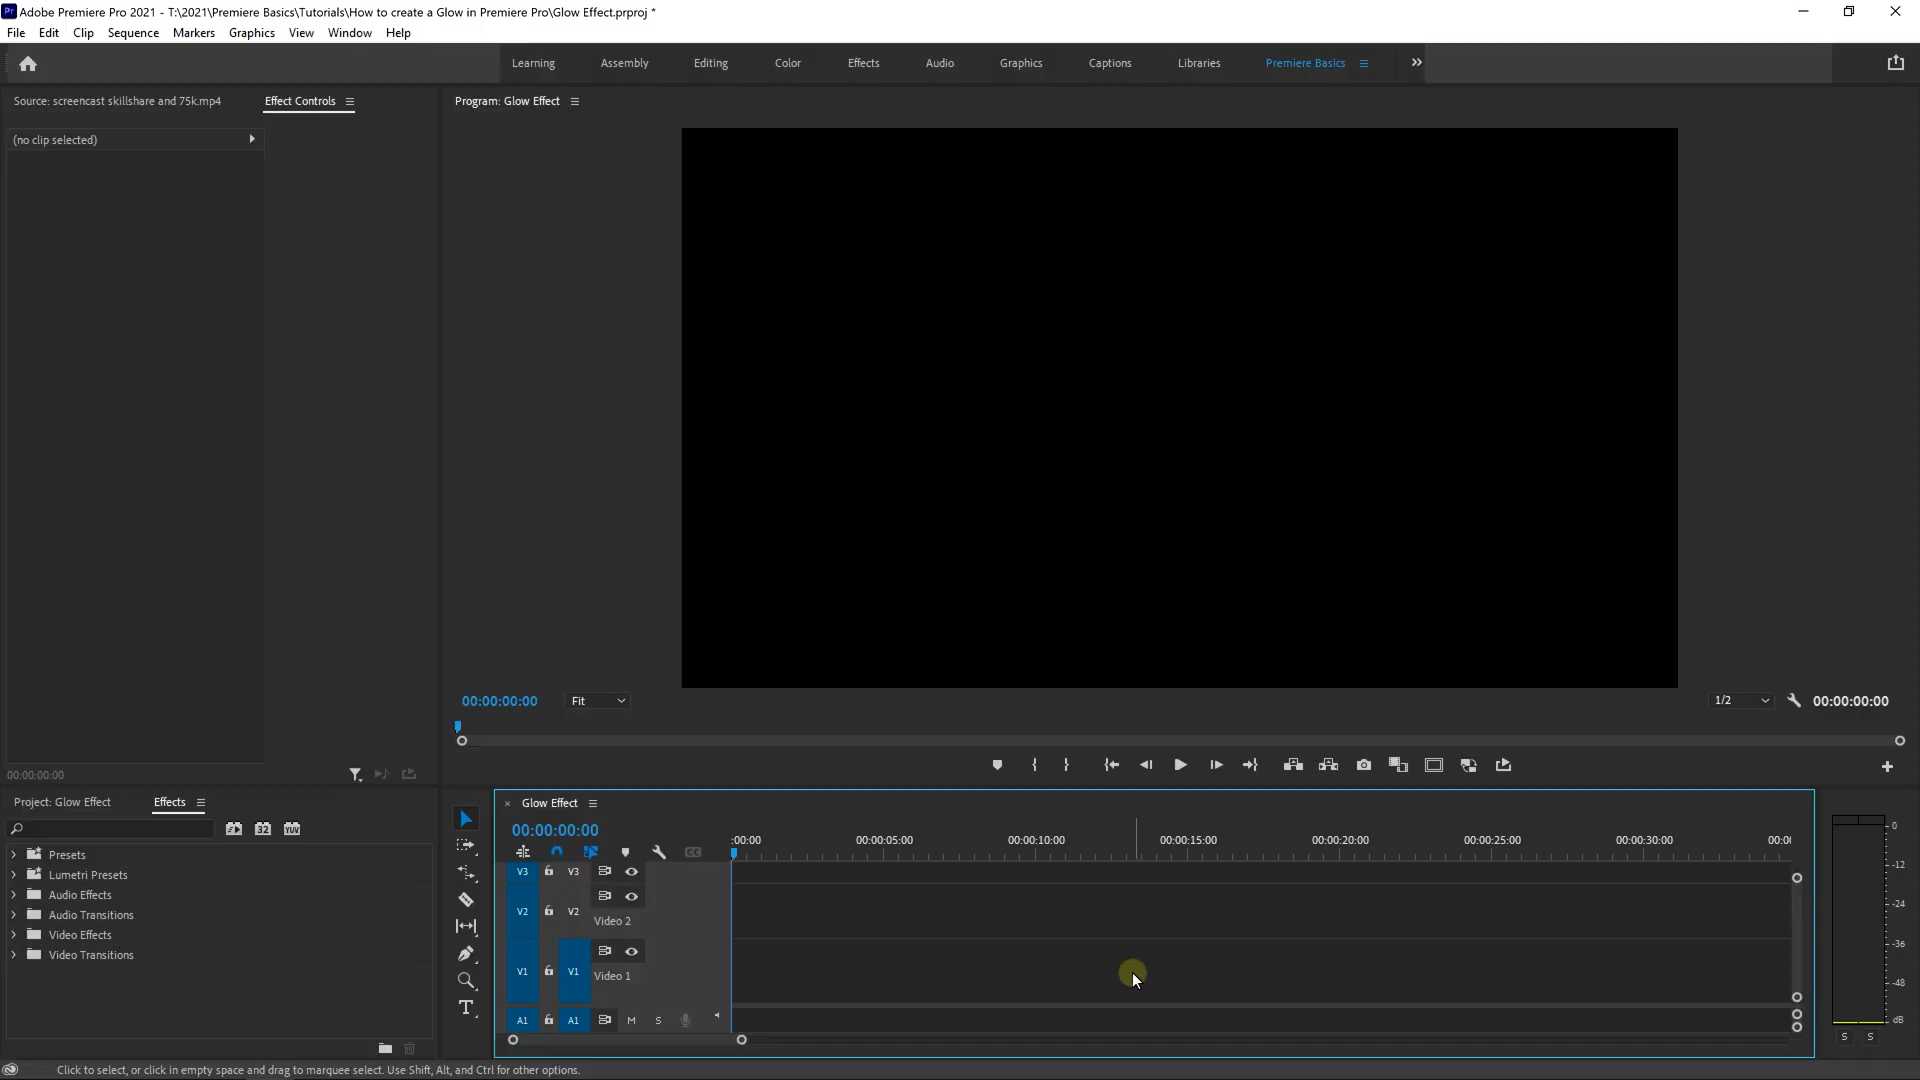 Pr Adobe Premiere Pro 2021 - T:\2021\Premiere Basics\Tutorials\How to create a Glow in Premiere Pro\Glow Effect.prproj *
File Edit Clip Sequence Markers Graphics View Window Help
Learning Assembly Editing Color Effects Audio Graphics Captions Libraries Premiere Basics
Source: screencast skillshare and 75k.mp4 Effect Controls Program: Glow Effect
(no clip selected)
00:00:00:00 Fit 1/2 00:00:00:00
00:00:00:00
Project: Glow Effect Effects
32 YUV
Presets
Lumetri Presets
Audio Effects
Audio Transitions
Video Effects
Video Transitions
Glow Effect
00:00:00:00
:00:00 00:00:05:00 00:00:10:00 00:00:15:00 00:00:20:00 00:00:25:00 00:00:30:00 00:00
CC
V3 V3
V2 V2
Video 2
V1 V1
Video 1
A1 A1 M S
0
-12
-24
-36
-48
dB
S S
Click to select, or click in empty space and drag to marquee select. Use Shift, Alt, and Ctrl for other options.